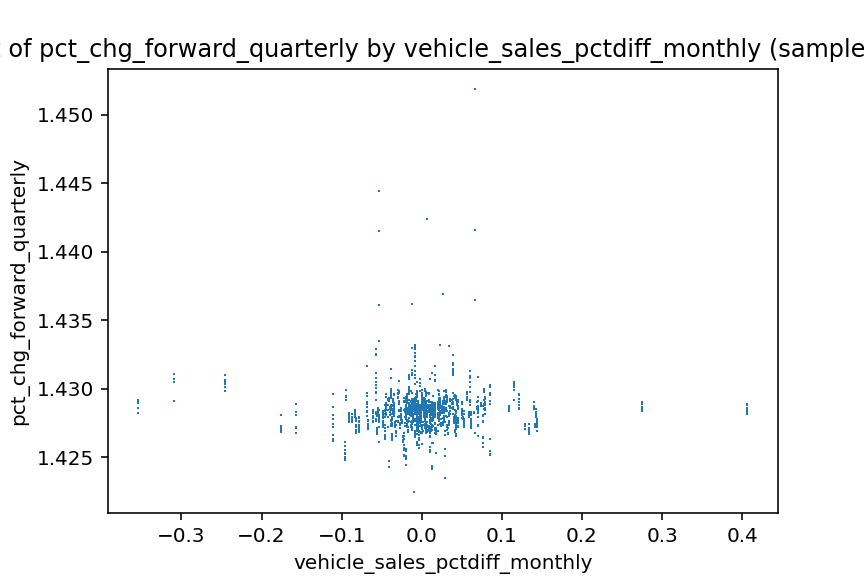 of pct_chg_forward_quarterly by vehicle_sales_pctdiff_monthly (sample
1.450
1.445
1.440
1.435
1.430
1.425
pct_chg_forward_quarterly
−0.3 −0.2 −0.1 0.0 0.1 0.2 0.3 0.4
vehicle_sales_pctdiff_monthly